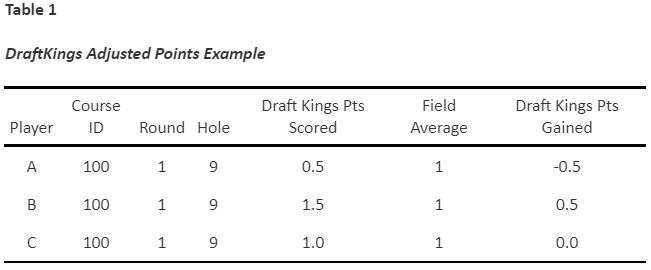 Table 1
DraftKings Adjusted Points Example
Course Draft Kings Pts Field Draft Kings Pts
Player ID Round Hole Scored Average Gained
A 100 1 9 0.5 1 -0.5
B 100 1 9 1.5 1 0.5
C 100 1 9 1.0 1 0.0